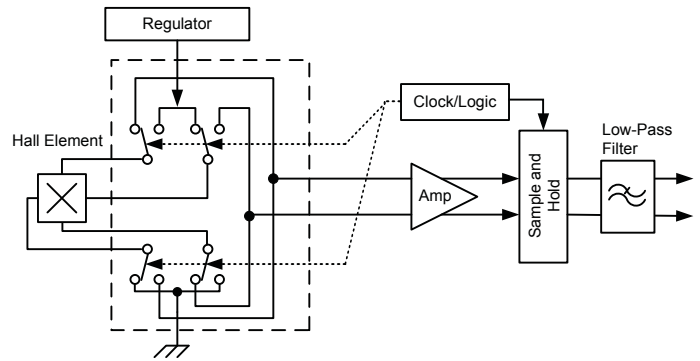 Regulator
Clock/Logic
Hall Element
Low-Pass
Filter
Amp
Sample and
Hold